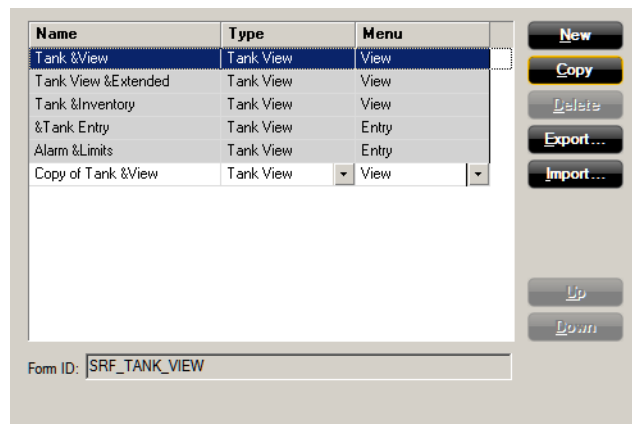 Name Type Menu
Tank &View Tank View View
Tank View &Extended Tank View View
Tank &Inventory Tank View View
&Tank Entry Tank View Entry
Alarm &Limits Tank View Entry
Copy of Tank &View Tank View View
New
Copy
Delete
Export...
Import...
Up
Down
Form ID: SRF_TANK_VIEW